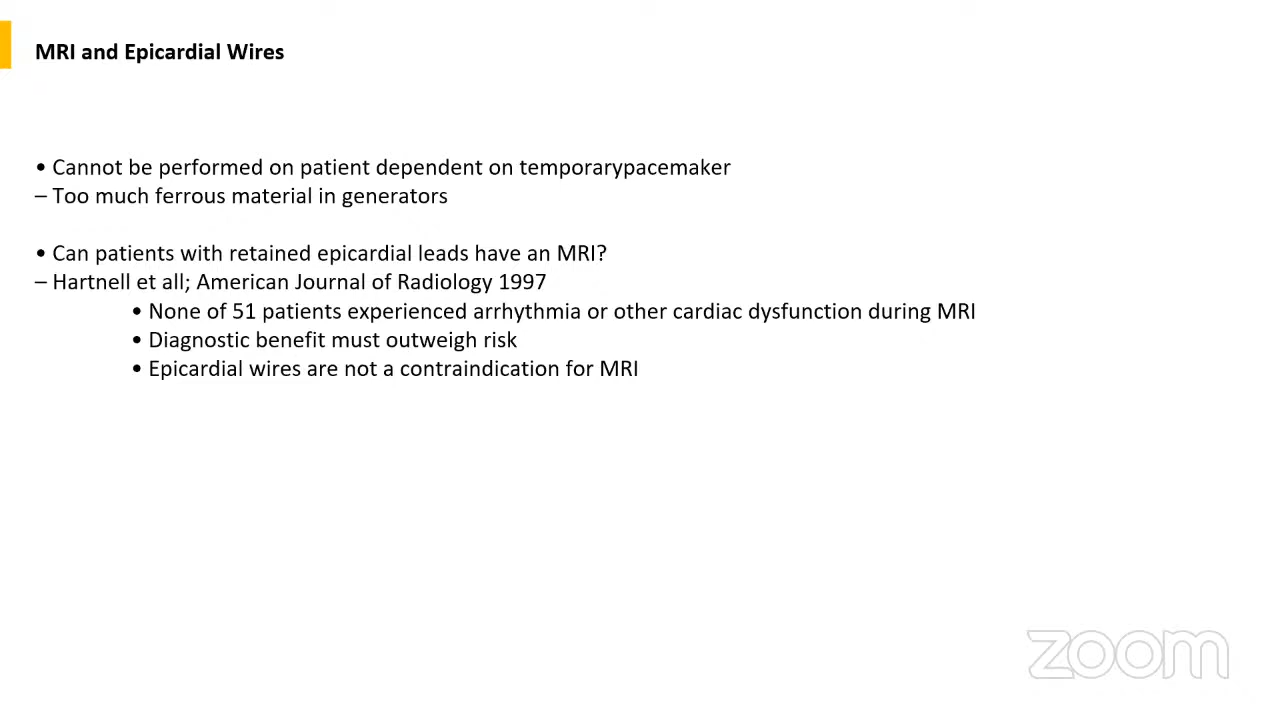 MRI and Epicardial Wires
• Cannot be performed on patient dependent on temporarypacemaker
– Too much ferrous material in generators
• Can patients with retained epicardial leads have an MRI?
– Hartnell et all; American Journal of Radiology 1997
• None of 51 patients experienced arrhythmia or other cardiac dysfunction during MRI
• Diagnostic benefit must outweigh risk
• Epicardial wires are not a contraindication for MRI
zoom